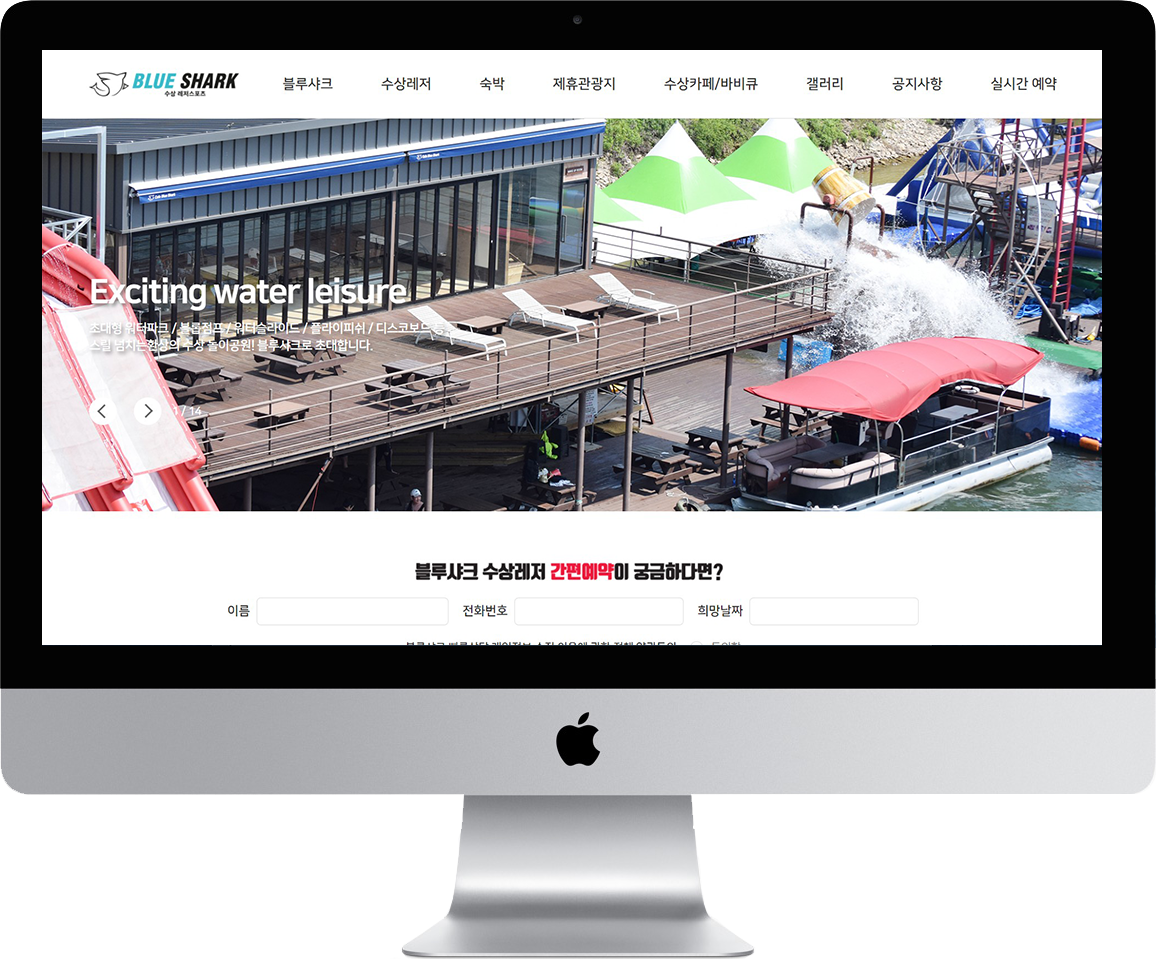 BLUE SHARK
수상 레저스포츠
블루샤크 수상레저 숙박 제휴관광지 수상카페/바비큐 갤러리 공지사항 실시간 예약
Exciting water leisure
초대형 워터파크 / 블롭점프 / 워터슬라이드 / 플라이피쉬 / 디스코보드 등
스릴 넘치는 환상의 수상 놀이공원! 블루샤크로 초대합니다.
1 / 14
블루샤크 수상레저 간편예약이 궁금하다면?
이름 전화번호 희망날짜